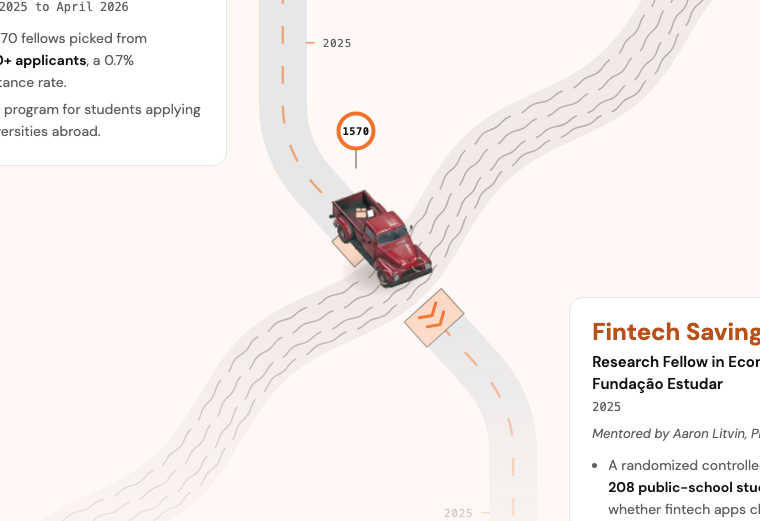 2025 to April 2026
70 fellows picked from
0+ applicants, a 0.7%
tance rate.
program for students applying
versities abroad.
2025
1570
Fintech Saving
Research Fellow in Econ
Fundação Estudar
2025
Mentored by Aaron Litvin, P
A randomized controlle
208 public-school stu
whether fintech apps c
2025